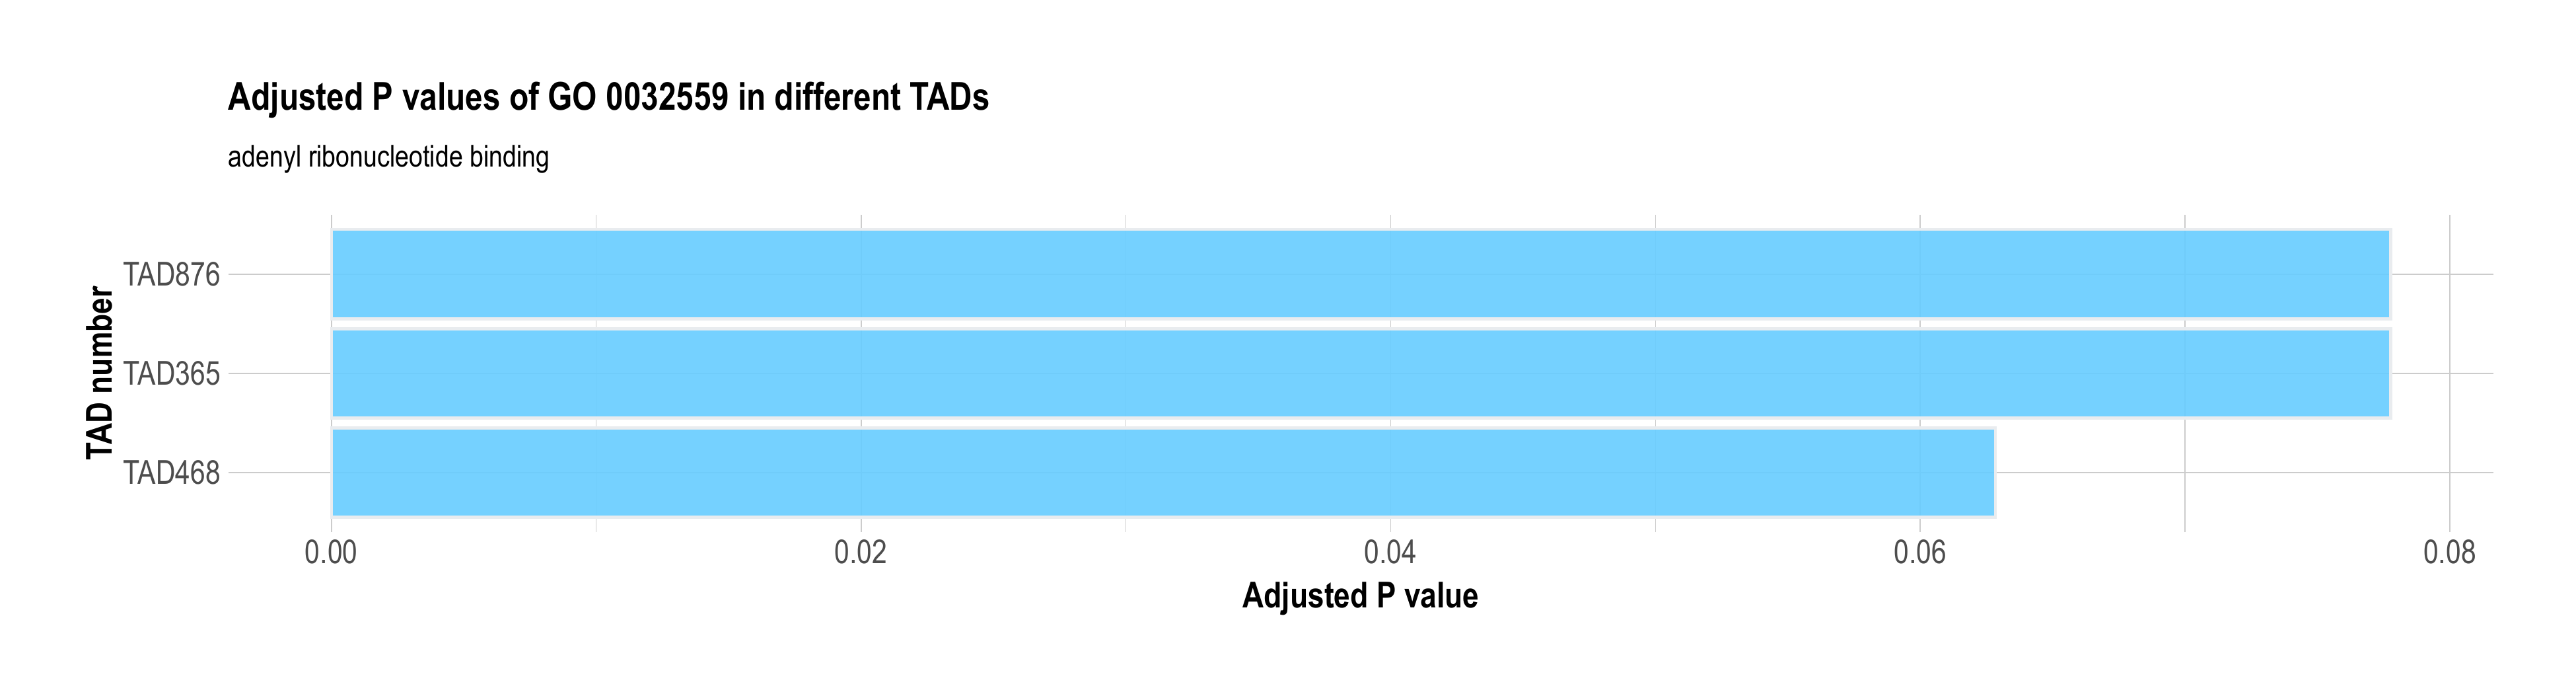 Adjusted P values of GO 0032559 in different TADs
adenyl ribonucleotide binding
TAD number
TAD876
TAD365
TAD468
0.00 0.02 0.04 0.06 0.08
Adjusted P value